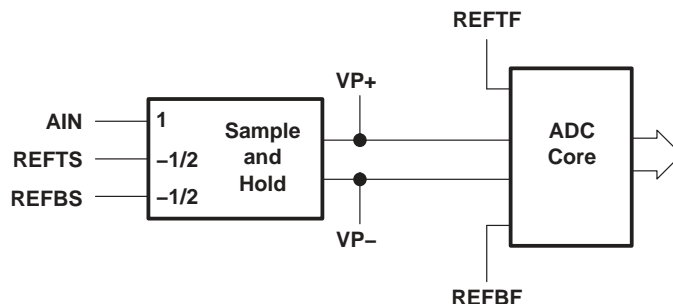 REFTF
VP+
AIN
1
Sample
and
Hold
REFTS
–1/2
REFBS
–1/2
ADC
Core
VP–
REFBF